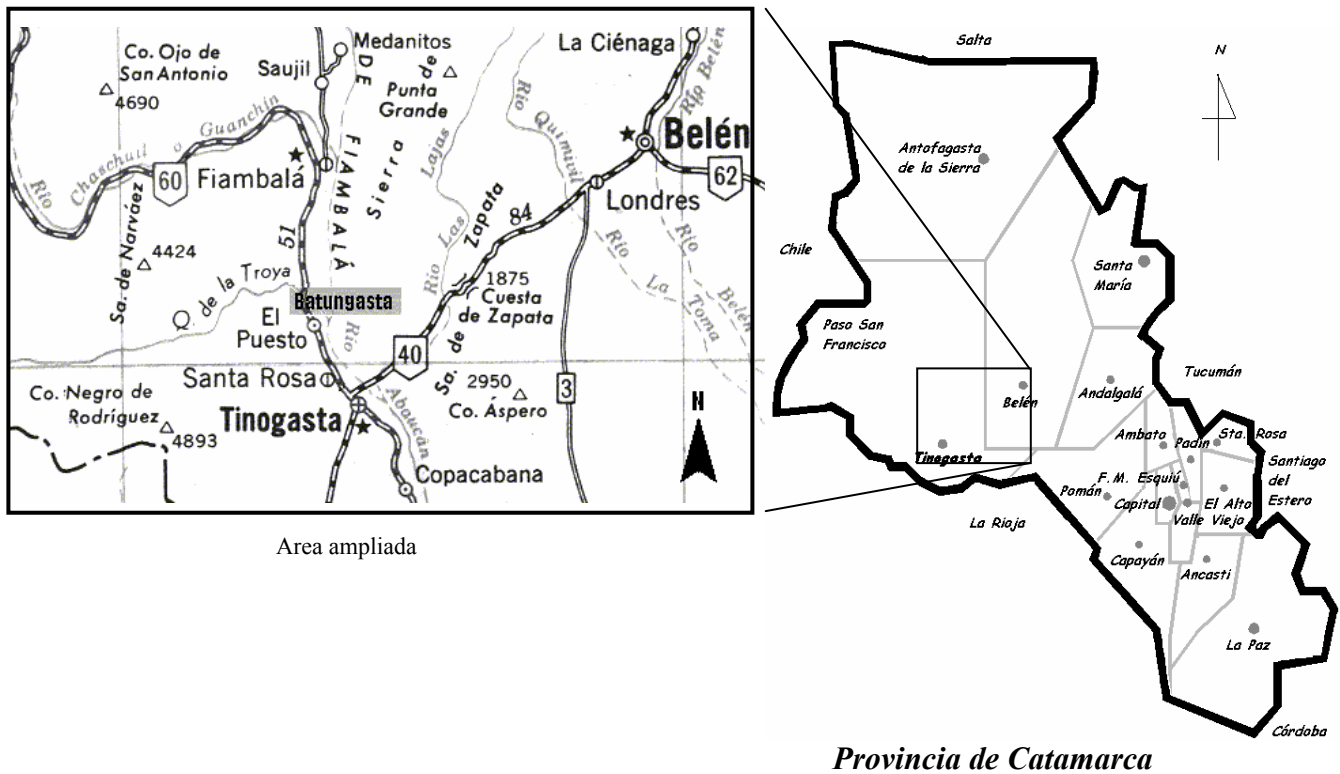 Co. Ojo de
San Antonio
4690
Medanitos
Saujil
DE FIAMBALÁ
Sierra de
Punta
Grande
La Ciénaga
Río Belén
Río Quimivil
Río Las Lajas
Guanchín
Río Chaschuil
60
Fiambalá
Belén
62
Londres
Sa. de Narváez
4424
51
84
Sa. de Zapata
1875
Cuesta
de Zapata
Q. de la Troya
Batungasta
El
Puesto
Río Abaucán
Río La Toma
Río Belén
40
Santa Rosa
Tinogasta
Co. Negro de
Rodríguez
4893
2950
Co. Áspero
3
N
Copacabana
Area ampliada
Salta
N
Antofagasta
de la Sierra
Chile
Santa
María
Paso San
Francisco
Tucumán
Belén
Andalgalá
Tinogasta
Ambato
Paclín
Sta. Rosa
Santiago
del
Estero
F.M. Esquiú
Pomán
Capital
El Alto
Valle Viejo
La Rioja
Capayán
Ancasti
La Paz
Córdoba
Provincia de Catamarca